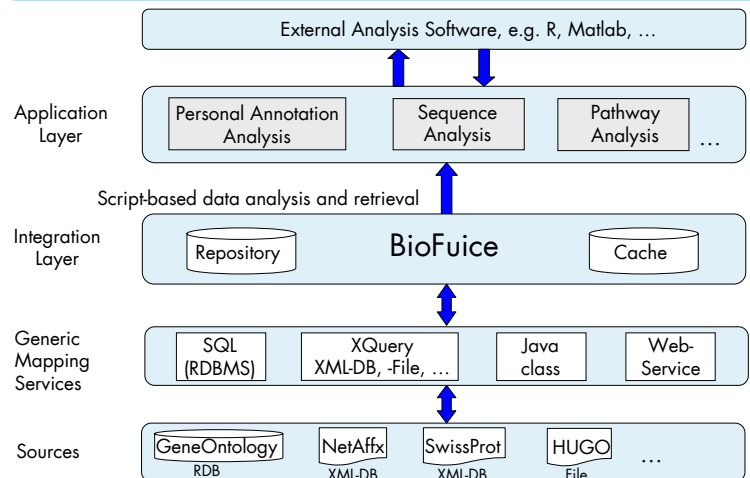 External Analysis Software, e.g. R, Matlab, …
Application
Layer
Personal Annotation
Analysis
Sequence
Analysis
Pathway
Analysis
…
Script-based data analysis and retrieval
Integration
Layer
Repository
BioFuice
Cache
Generic
Mapping
Services
SQL
(RDBMS)
XQuery
XML-DB, -File, …
Java
class
Web-
Service
Sources
GeneOntology
RDB
NetAffx
XML-DB
SwissProt
XML-DB
HUGO
File
…